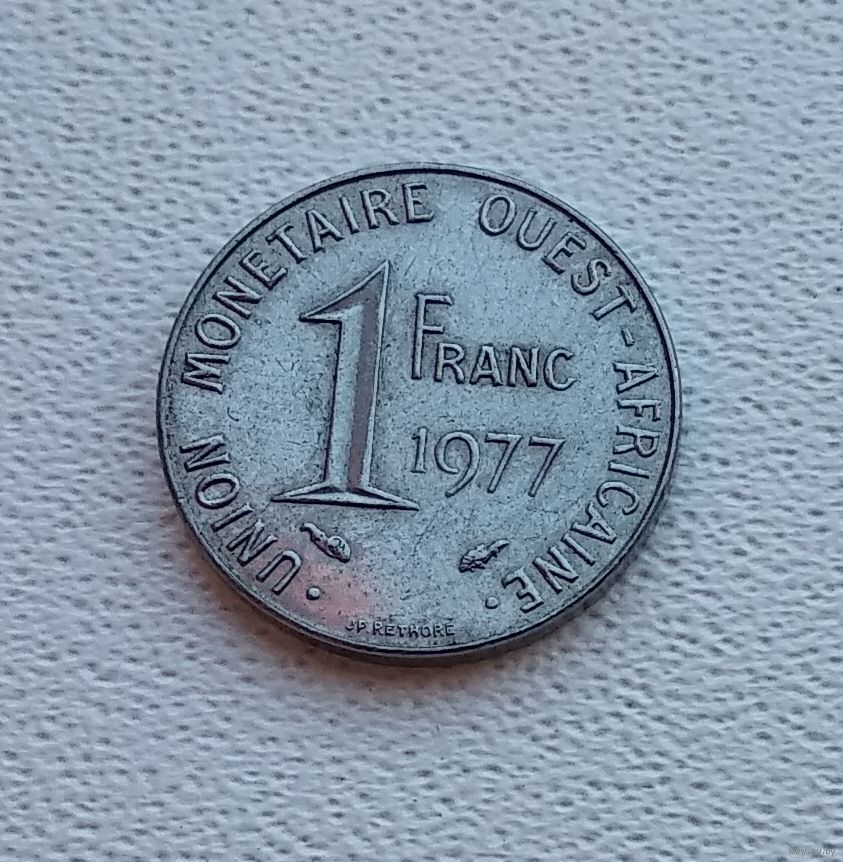 UNION MONETAIRE OUEST-AFRICAINE
1 FRANC
1977
J.P. RETHORE